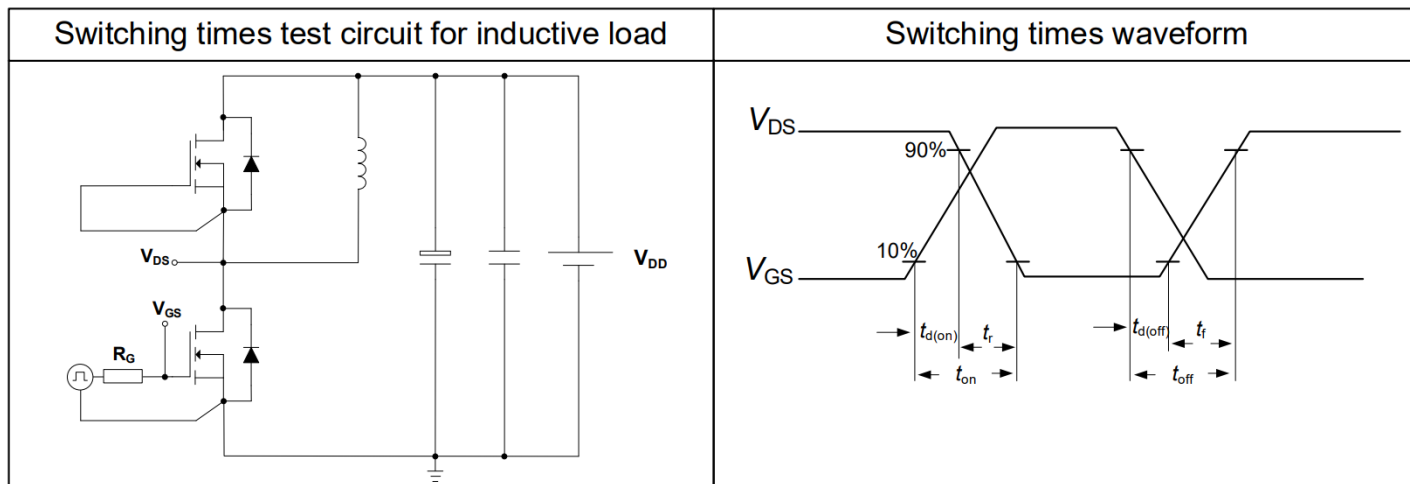 Switching times test circuit for inductive load
Switching times waveform
VDS
VDD
VGS
RG
VDS
90%
10%
VGS
td(on)
tr
ton
td(off)
tf
toff